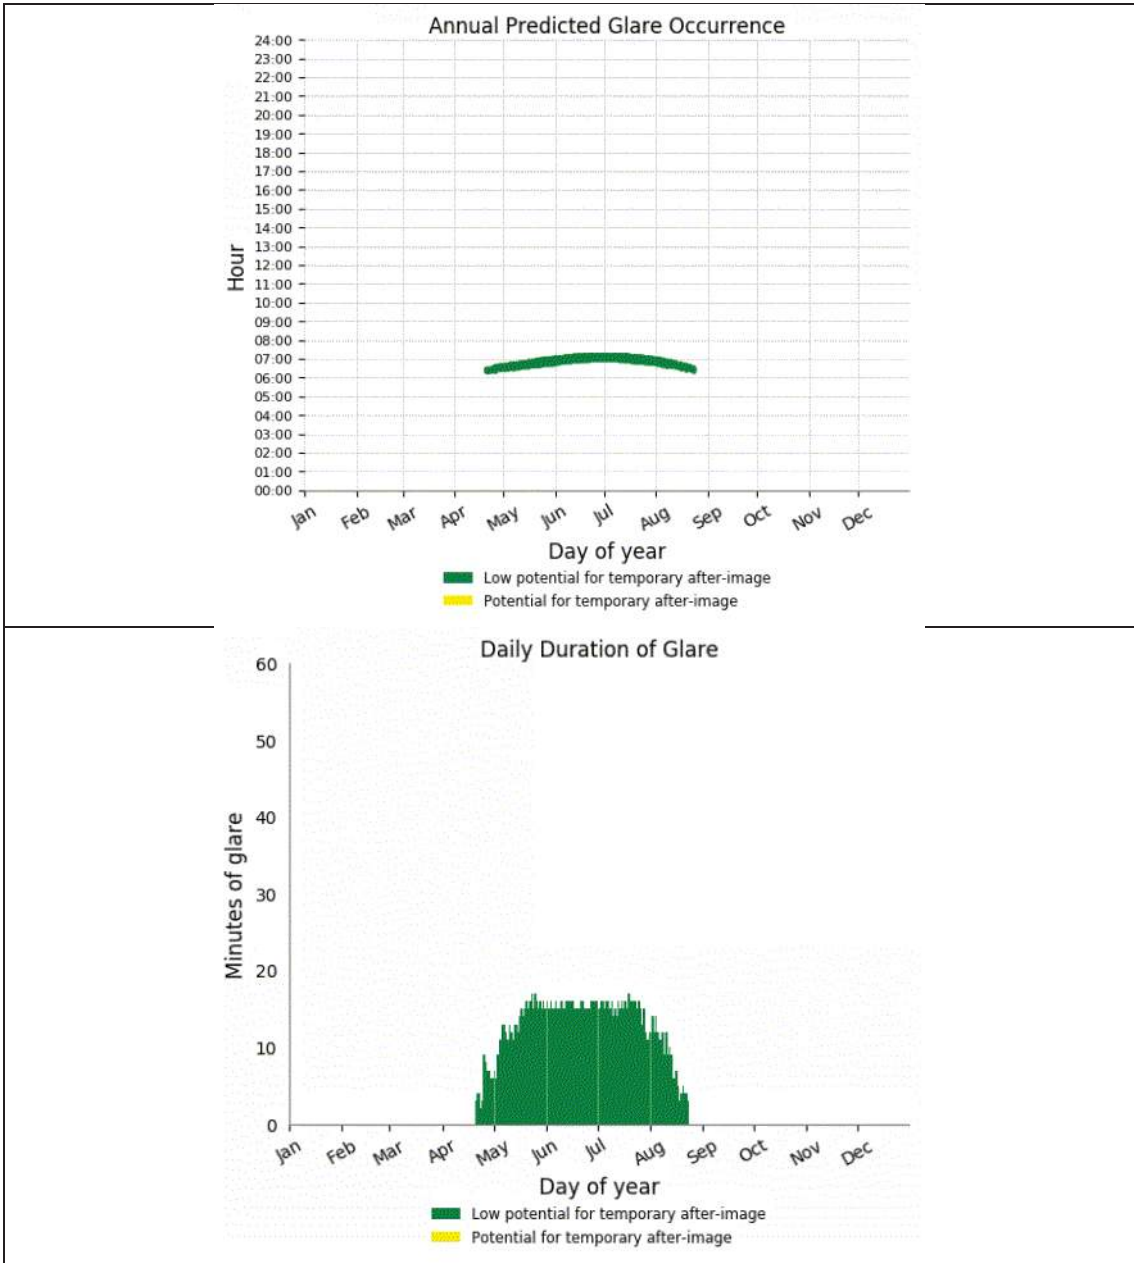 Annual Predicted Glare Occurrence
24:00
23:00
22:00
21:00
20:00
19:00
18:00
17:00
16:00
15:00
14:00
13:00
12:00
11:00
10:00
09:00
08:00
07:00
06:00
05:00
04:00
03:00
02:00
01:00
00:00
Hour
Jan Feb Mar Apr May Jun Jul Aug Sep Oct Nov Dec
Day of year
Low potential for temporary after-image
Potential for temporary after-image
Daily Duration of Glare
60
50
40
30
20
10
0
Minutes of glare
Jan Feb Mar Apr May Jun Jul Aug Sep Oct Nov Dec
Day of year
Low potential for temporary after-image
Potential for temporary after-image